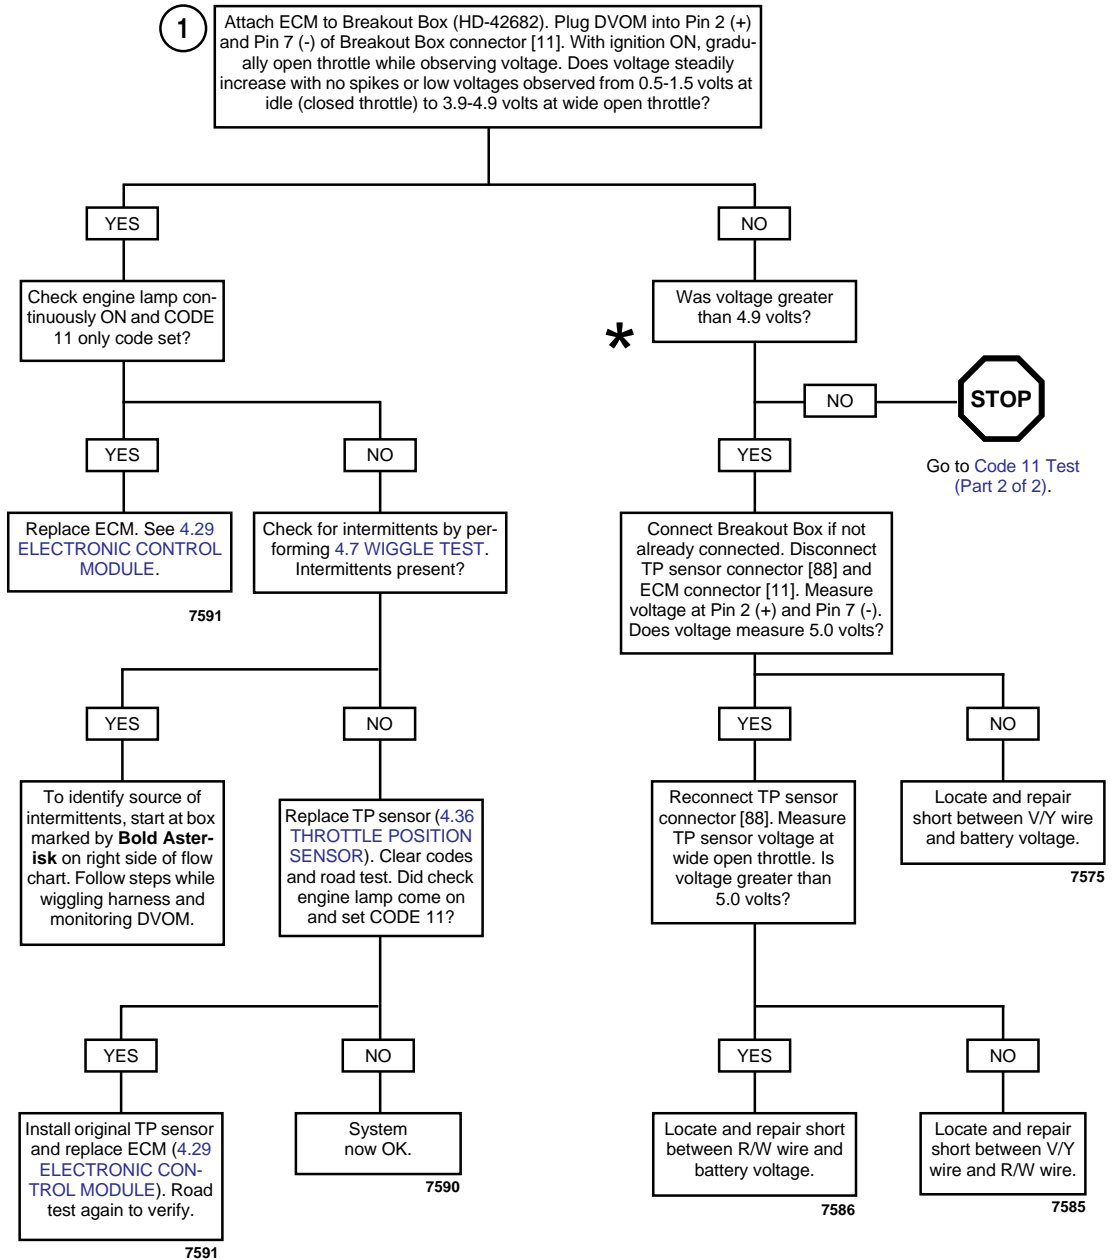 1
Attach ECM to Breakout Box (HD-42682). Plug DVOM into Pin 2 (+)
and Pin 7 (-) of Breakout Box connector [11]. With ignition ON, gradu-
ally open throttle while observing voltage. Does voltage steadily
increase with no spikes or low voltages observed from 0.5-1.5 volts at
idle (closed throttle) to 3.9-4.9 volts at wide open throttle?
YES
NO
Check engine lamp con-
tinuously ON and CODE
11 only code set?
Was voltage greater
than 4.9 volts?
*
NO
STOP
Go to Code 11 Test
(Part 2 of 2).
YES
NO
YES
Replace ECM. See 4.29
ELECTRONIC CONTROL
MODULE.
7591
Check for intermittents by per-
forming 4.7 WIGGLE TEST.
Intermittents present?
Connect Breakout Box if not
already connected. Disconnect
TP sensor connector [88] and
ECM connector [11]. Measure
voltage at Pin 2 (+) and Pin 7 (-).
Does voltage measure 5.0 volts?
YES
NO
YES
NO
To identify source of
intermittents, start at box
marked by Bold Aster-
isk on right side of flow
chart. Follow steps while
wiggling harness and
monitoring DVOM.
Replace TP sensor (4.36
THROTTLE POSITION
SENSOR). Clear codes
and road test. Did check
engine lamp come on
and set CODE 11?
Reconnect TP sensor
connector [88]. Measure
TP sensor voltage at
wide open throttle. Is
voltage greater than
5.0 volts?
Locate and repair
short between V/Y wire
and battery voltage.
7575
YES
NO
YES
NO
Install original TP sensor
and replace ECM (4.29
ELECTRONIC CON-
TROL MODULE). Road
test again to verify.
7591
System
now OK.
7590
Locate and repair short
between R/W wire and
battery voltage.
7586
Locate and repair
short between V/Y
wire and R/W wire.
7585